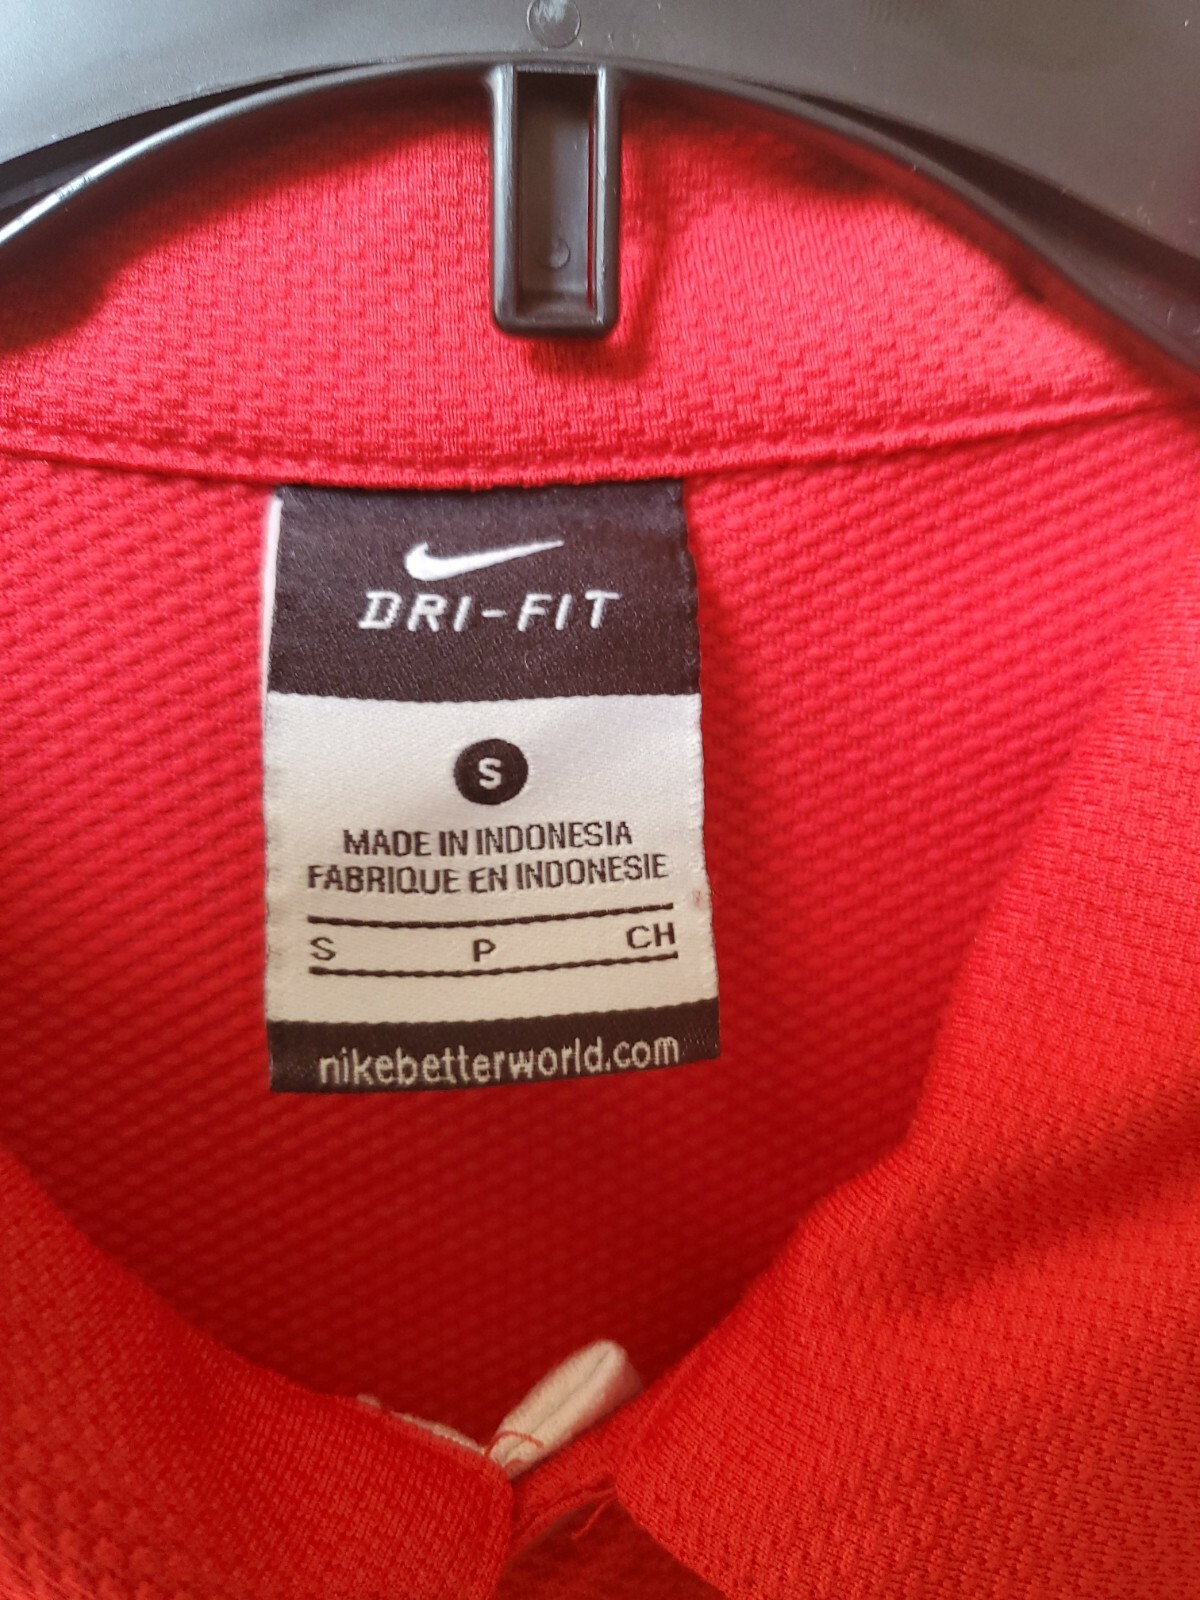 DRI-FIT
S
MADE IN INDONESIA
FABRIQUE EN INDONESIE
S P CH
nikebetterworld.com